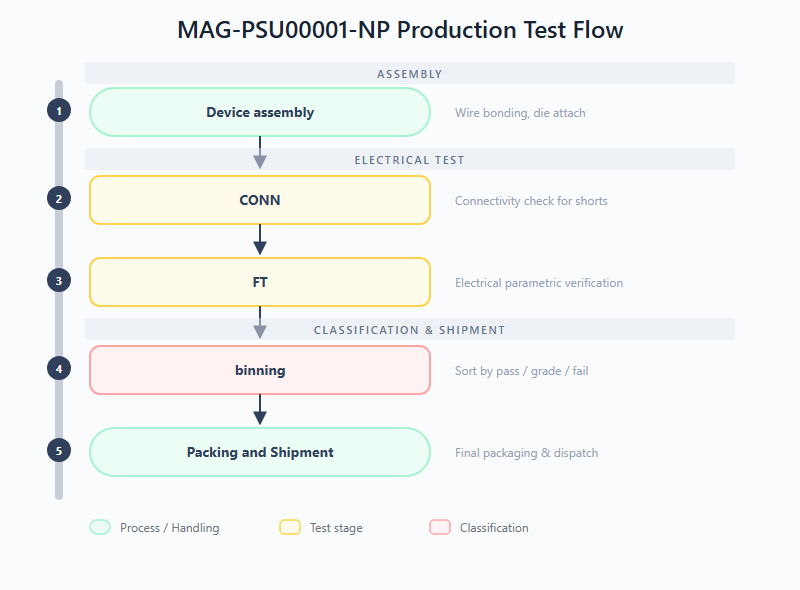 MAG-PSU00001-NP Production Test Flow
ASSEMBLY
1
Device assembly
Wire bonding, die attach
ELECTRICAL TEST
2
CONN
Connectivity check for shorts
3
FT
Electrical parametric verification
CLASSIFICATION & SHIPMENT
4
binning
Sort by pass / grade / fail
5
Packing and Shipment
Final packaging & dispatch
Process / Handling
Test stage
Classification